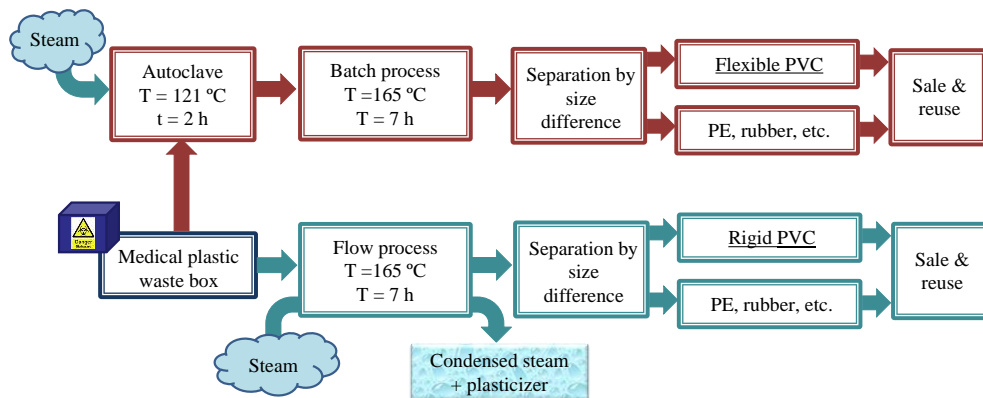 Steam
Autoclave
T = 121 ºC
t = 2 h
Batch process
T =165 ºC
T = 7 h
Separation by
size
difference
Flexible PVC
PE, rubber, etc.
Sale &
reuse
Danger
Medical plastic
waste box
Flow process
T =165 ºC
T = 7 h
Separation by
size
difference
Rigid PVC
PE, rubber, etc.
Sale &
reuse
Steam
Condensed steam
+ plasticizer